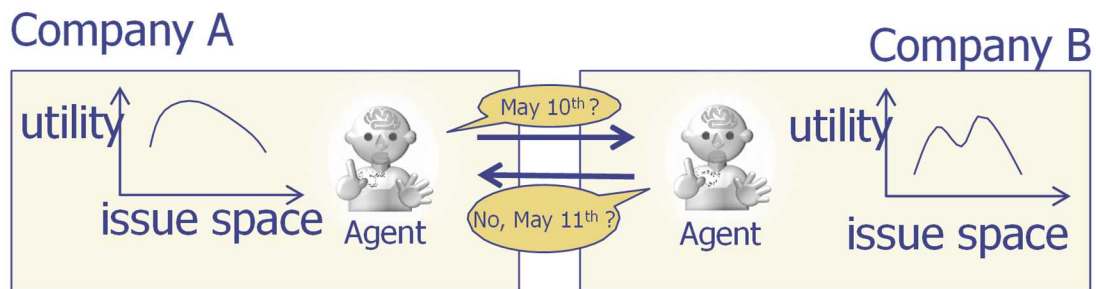 Company A
Company B
utility
issue space
Agent
May 10th ?
No, May 11th ?
Agent
utility
issue space